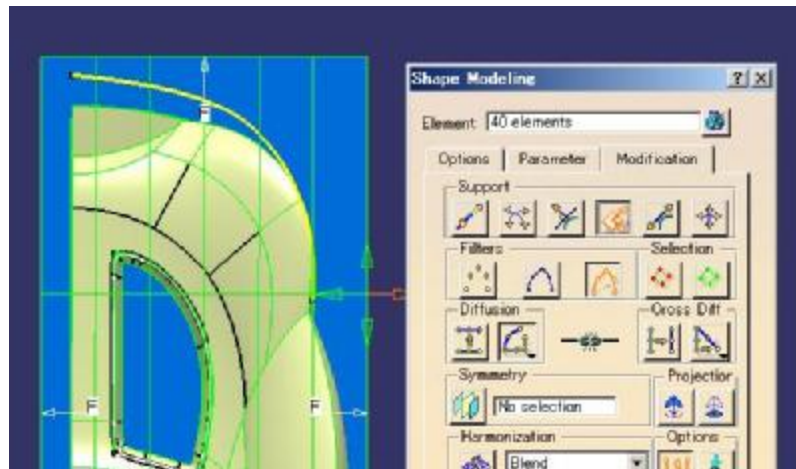 Shape Modeling
Element: 40 elements
Options Parameter Modification
Support
Filters Selection
Diffusion Cross Diff
Symmetry Projection
No selection
Harmonization Options
Blend
F
F
F